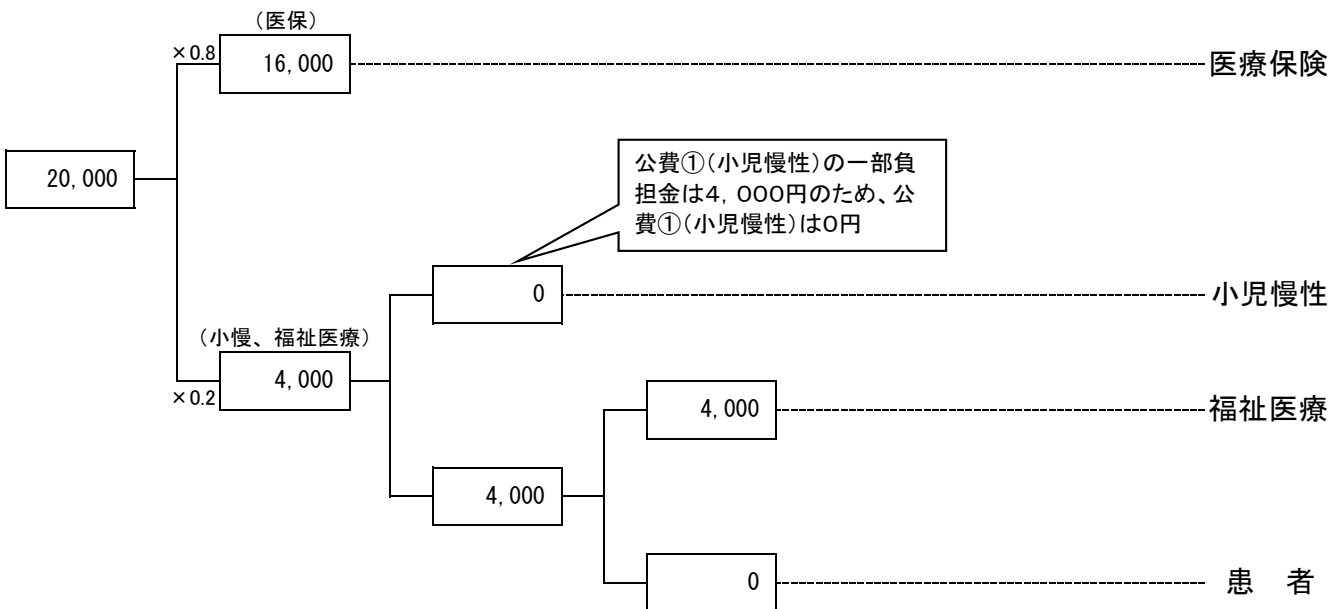 （医保）
×0.8
16,000
医療保険
20,000
公費①（小児慢性）の一部負
担金は４，０００円のため、公
費①（小児慢性）は０円
0
小児慢性
（小慢、福祉医療）
4,000
×0.2
4,000
福祉医療
4,000
0
患　者